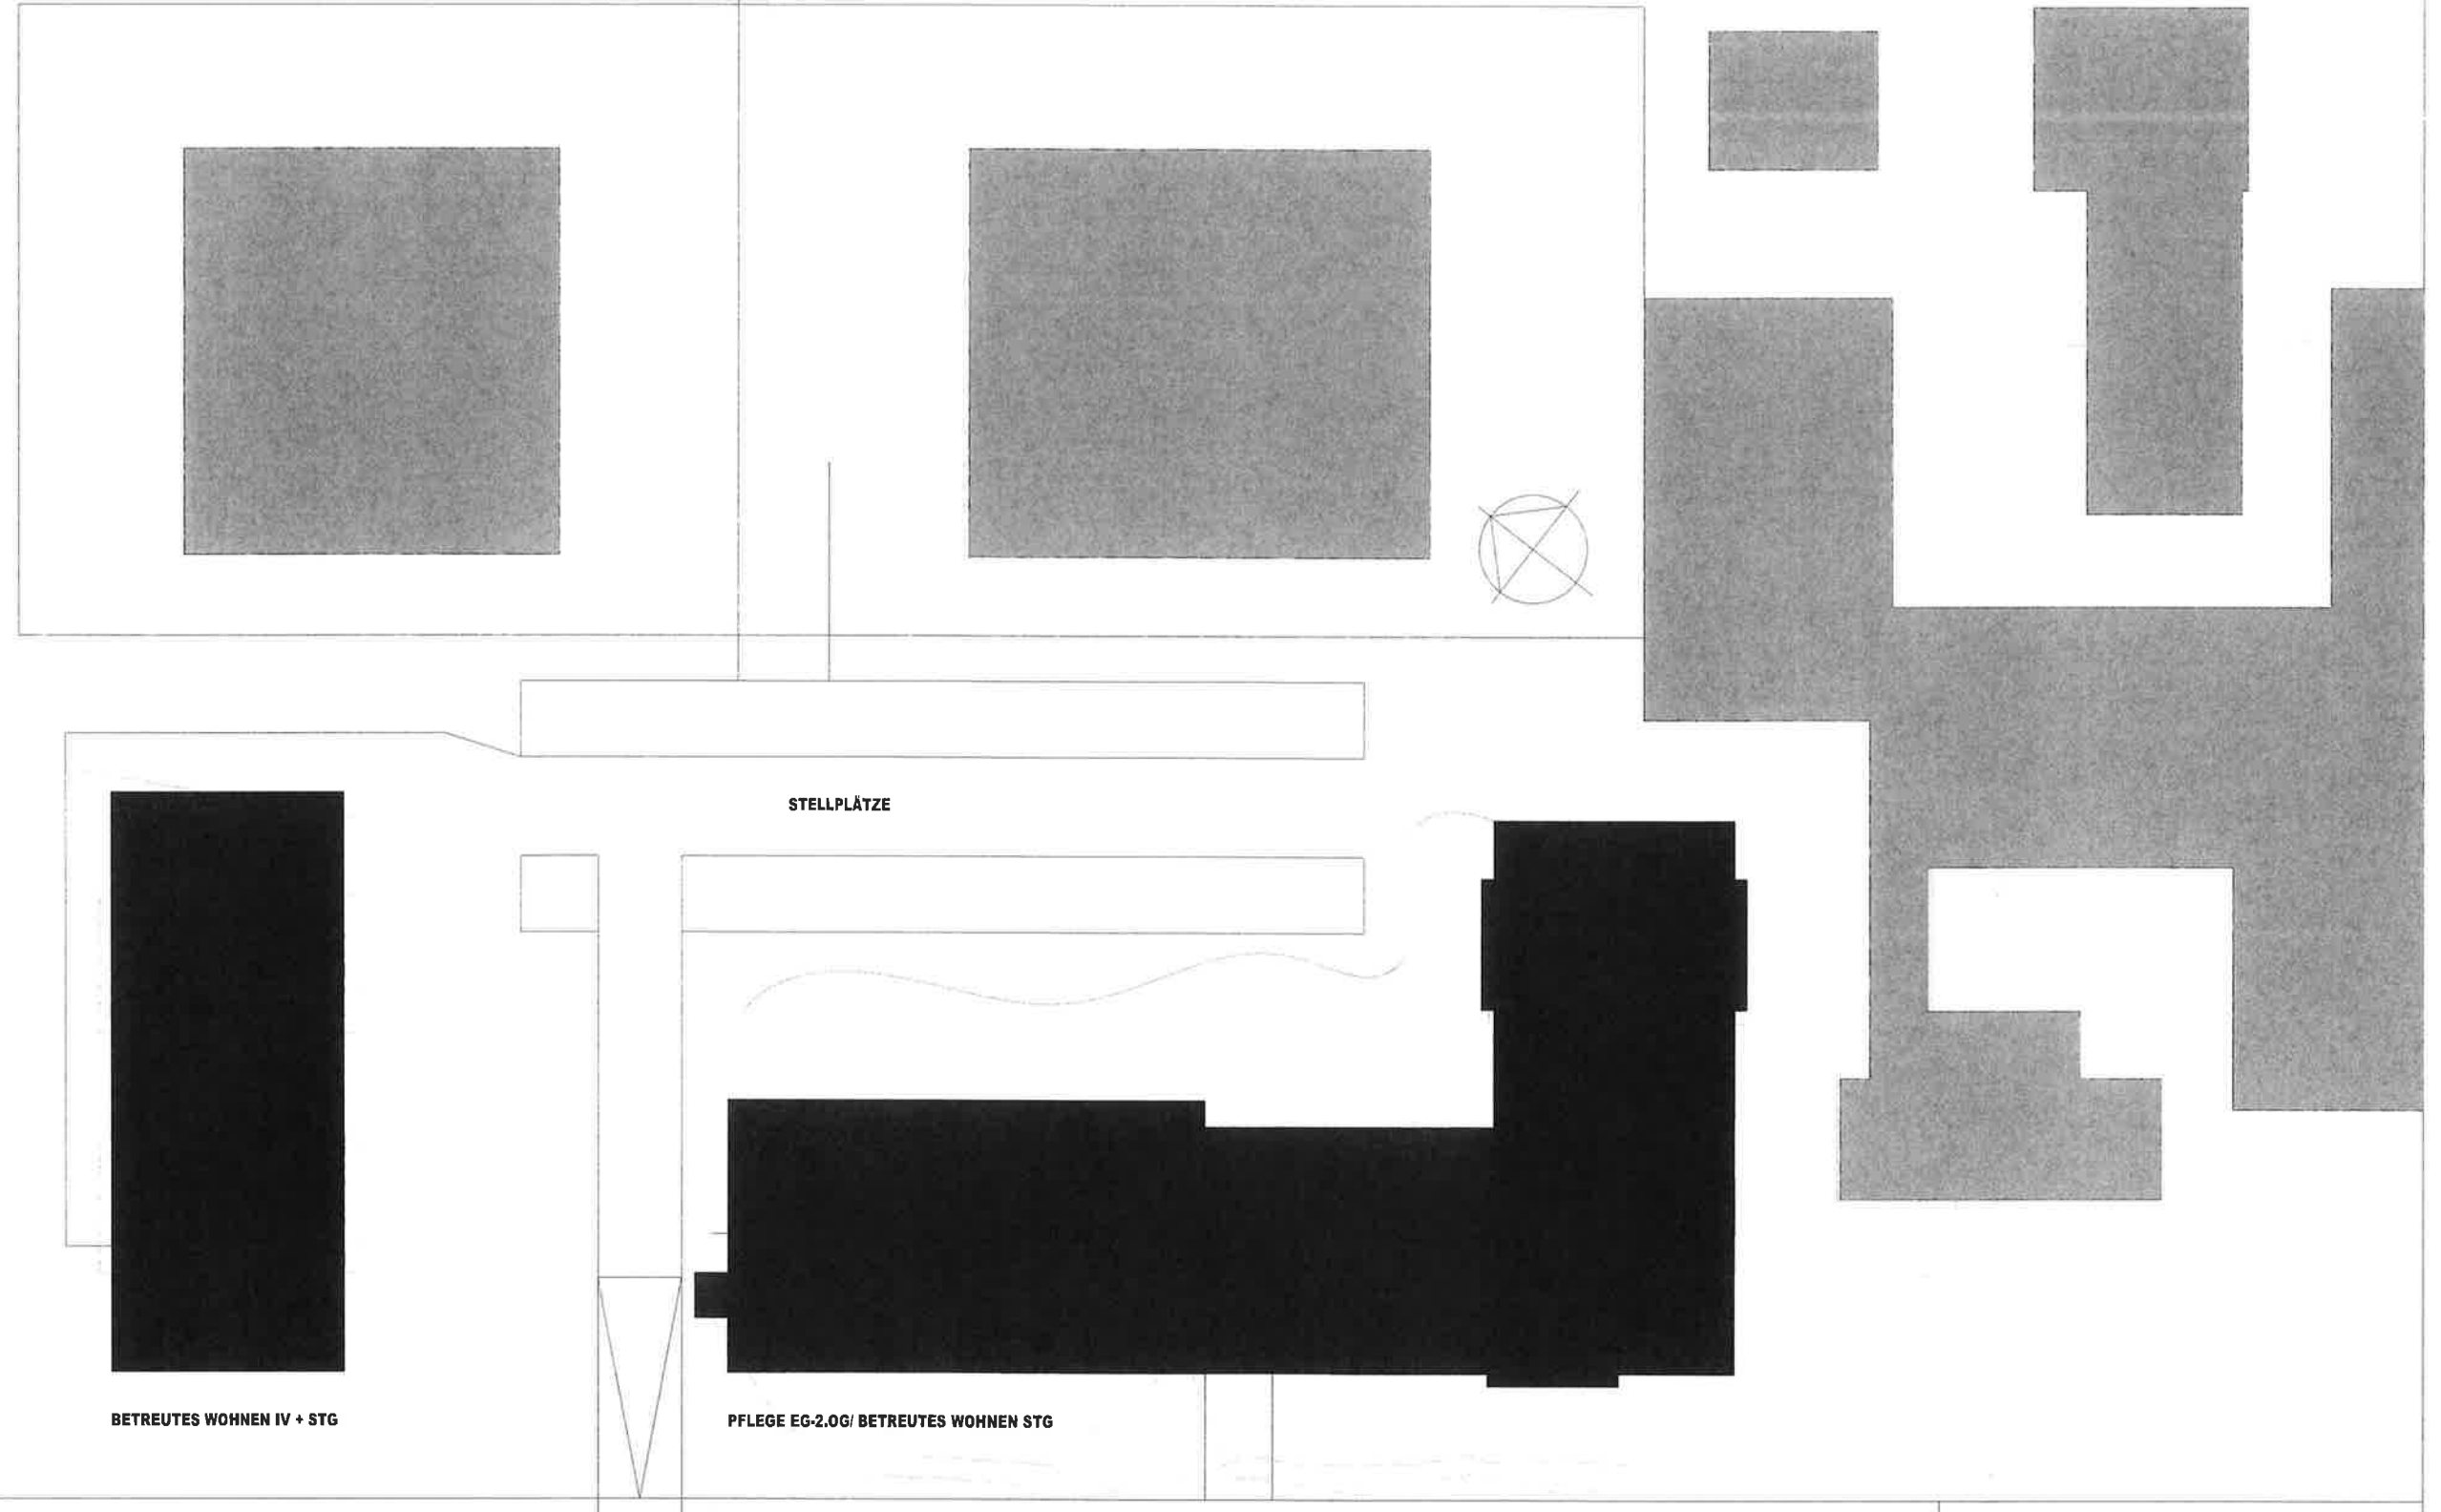 STELLPLÄTZE
BETREUTES WOHNEN IV + STG
PFLEGE EG-2.OG/ BETREUTES WOHNEN STG